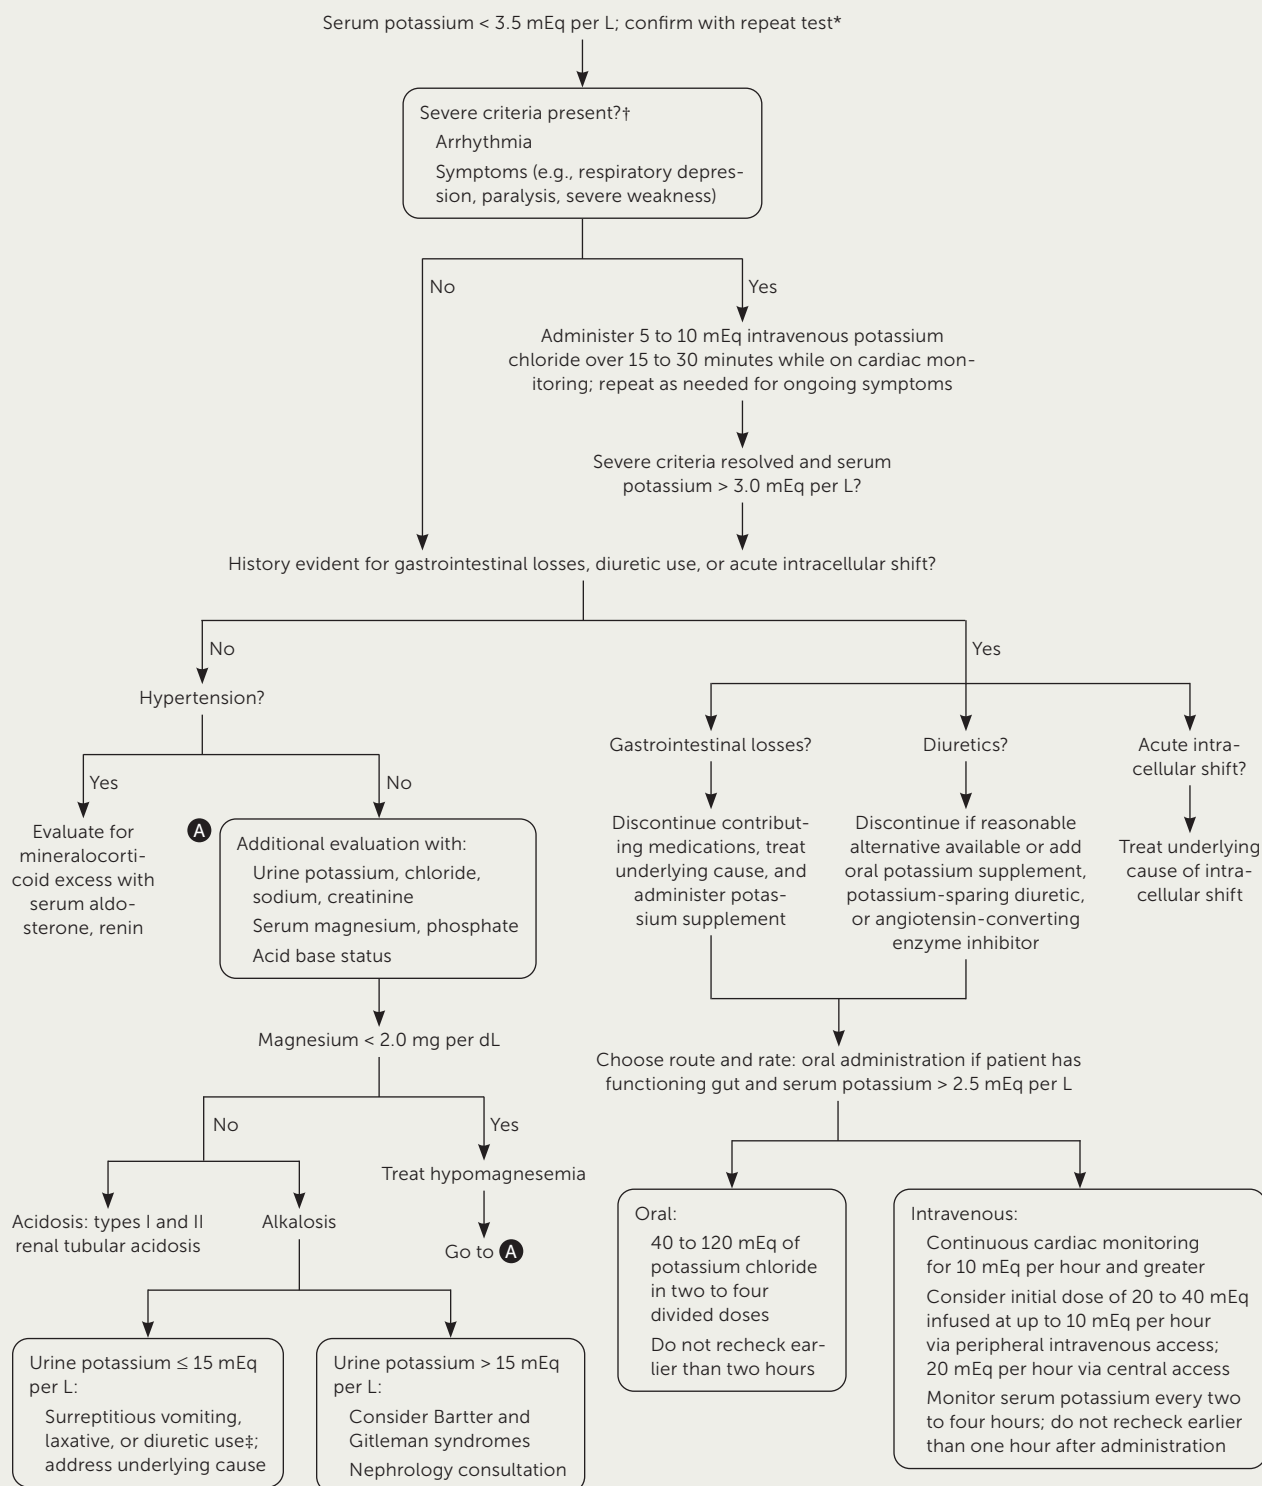 Serum potassium < 3.5 mEq per L; confirm with repeat test*
Severe criteria present?†
Arrhythmia
Symptoms (e.g., respiratory depres-
sion, paralysis, severe weakness)
No
Yes
Administer 5 to 10 mEq intravenous potassium
chloride over 15 to 30 minutes while on cardiac mon-
itoring; repeat as needed for ongoing symptoms
Severe criteria resolved and serum
potassium > 3.0 mEq per L?
History evident for gastrointestinal losses, diuretic use, or acute intracellular shift?
No
Yes
Hypertension?
Yes
No
Evaluate for
mineralocorti-
coid excess with
serum aldo-
sterone, renin
A
Additional evaluation with:
Urine potassium, chloride,
sodium, creatinine
Serum magnesium, phosphate
Acid base status
Magnesium < 2.0 mg per dL
No
Yes
Acidosis: types I and II
renal tubular acidosis
Alkalosis
Treat hypomagnesemia
Go to A
Urine potassium ≤ 15 mEq
per L:
Surreptitious vomiting,
laxative, or diuretic use‡;
address underlying cause
Urine potassium > 15 mEq
per L:
Consider Bartter and
Gitleman syndromes
Nephrology consultation
Gastrointestinal losses?
Discontinue contribut-
ing medications, treat
underlying cause, and
administer potas-
sium supplement
Diuretics?
Discontinue if reasonable
alternative available or add
oral potassium supplement,
potassium-sparing diuretic,
or angiotensin-converting
enzyme inhibitor
Acute intra-
cellular shift?
Treat underlying
cause of intra-
cellular shift
Choose route and rate: oral administration if patient has
functioning gut and serum potassium > 2.5 mEq per L
Oral:
40 to 120 mEq of
potassium chloride
in two to four
divided doses
Do not recheck ear-
lier than two hours
Intravenous:
Continuous cardiac monitoring
for 10 mEq per hour and greater
Consider initial dose of 20 to 40 mEq
infused at up to 10 mEq per hour
via peripheral intravenous access;
20 mEq per hour via central access
Monitor serum potassium every two
to four hours; do not recheck earlier
than one hour after administration